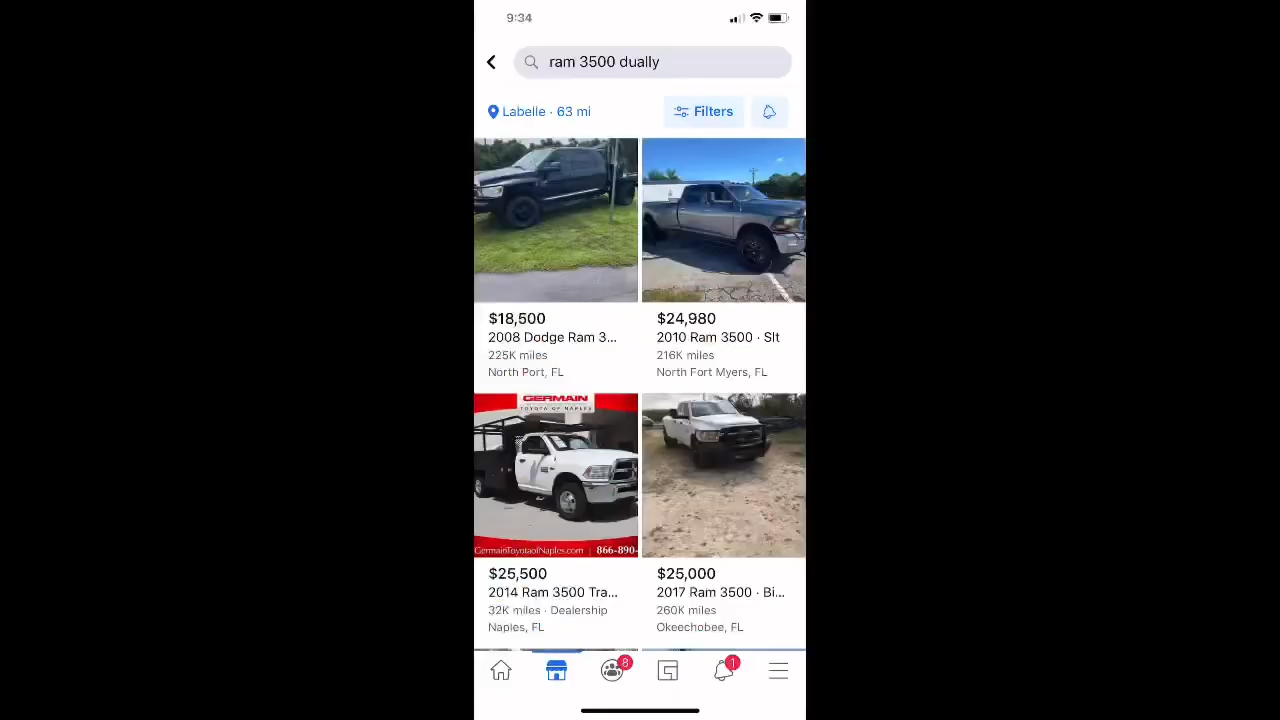 9:34
ram 3500 dually
Labelle · 63 mi
Filters
$18,500
2008 Dodge Ram 3...
225K miles
North Port, FL
$24,980
2010 Ram 3500 · Slt
216K miles
North Fort Myers, FL
GERMAIN
TOYOTA OF NAPLES
GermainToyotaofNaples.com | 866-890-
$25,500
2014 Ram 3500 Tra...
32K miles · Dealership
Naples, FL
$25,000
2017 Ram 3500 · Bi...
260K miles
Okeechobee, FL
8
1